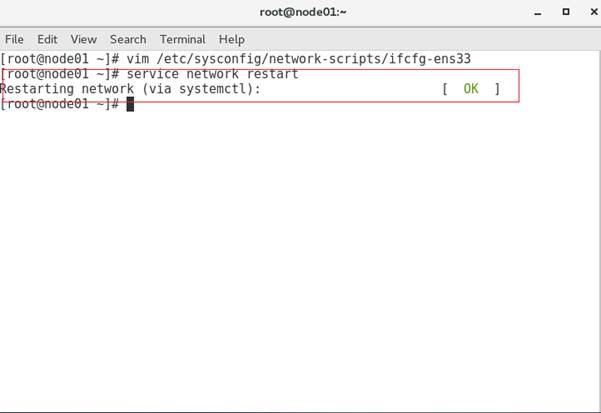 root@node01:~
File Edit View Search Terminal Help
[root@node01 ~]# vim /etc/sysconfig/network-scripts/ifcfg-ens33
[root@node01 ~]# service network restart
Restarting network (via systemctl): [ OK ]
[root@node01 ~]#